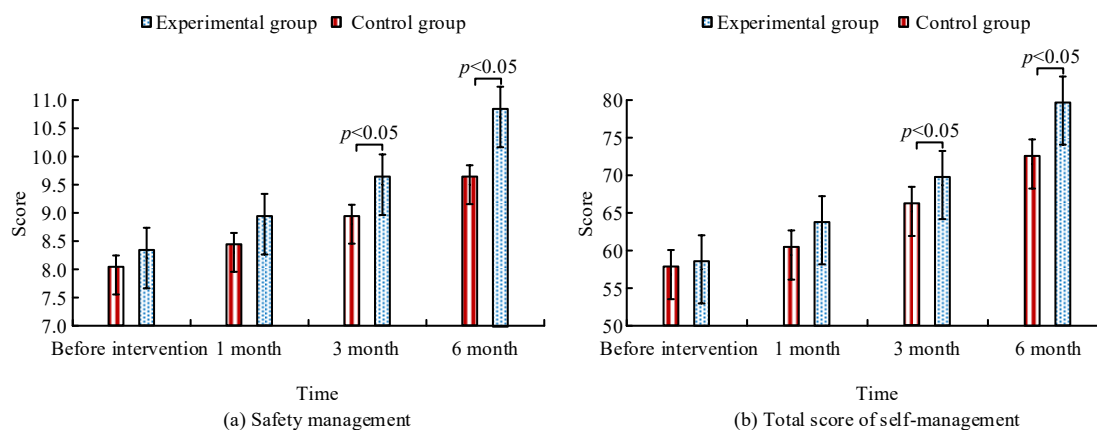 Experimental group Control group
p<0.05
p<0.05
11.0
10.5
10.0
9.5
9.0
8.5
8.0
7.5
7.0
Score
Before intervention 1 month 3 month 6 month
Time
(a) Safety management
Experimental group Control group
p<0.05
p<0.05
80
75
70
65
60
55
50
Score
Before intervention 1 month 3 month 6 month
Time
(b) Total score of self-management